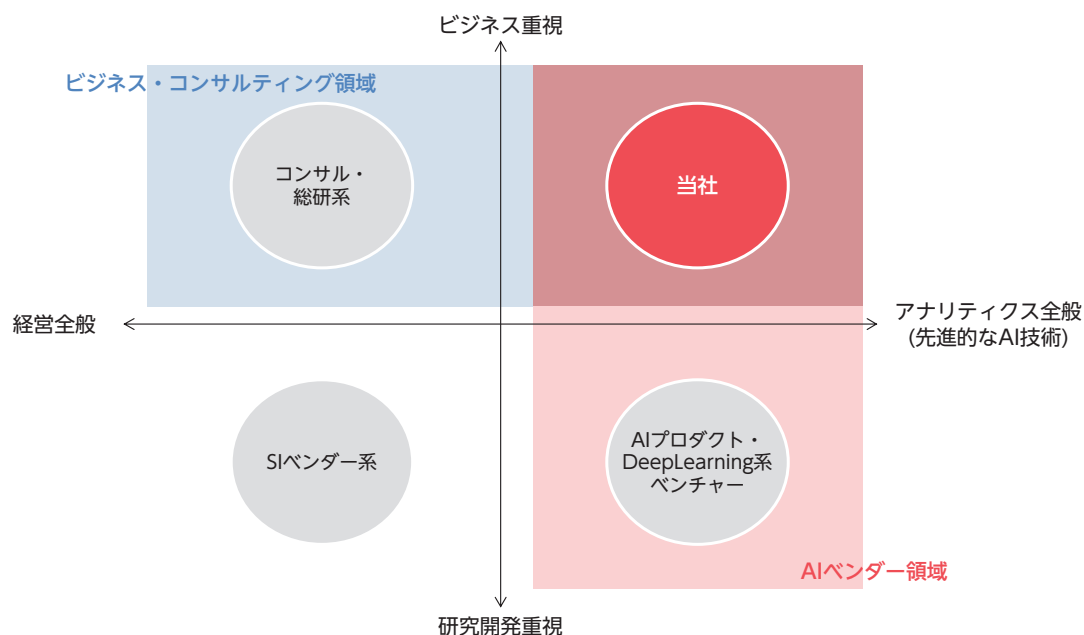 ビジネス重視
ビジネス・コンサルティング領域
コンサル・
総研系
当社
経営全般
アナリティクス全般
(先進的なAI技術)
SIベンダー系
AIプロダクト・
DeepLearning系
ベンチャー
AIベンダー領域
研究開発重視